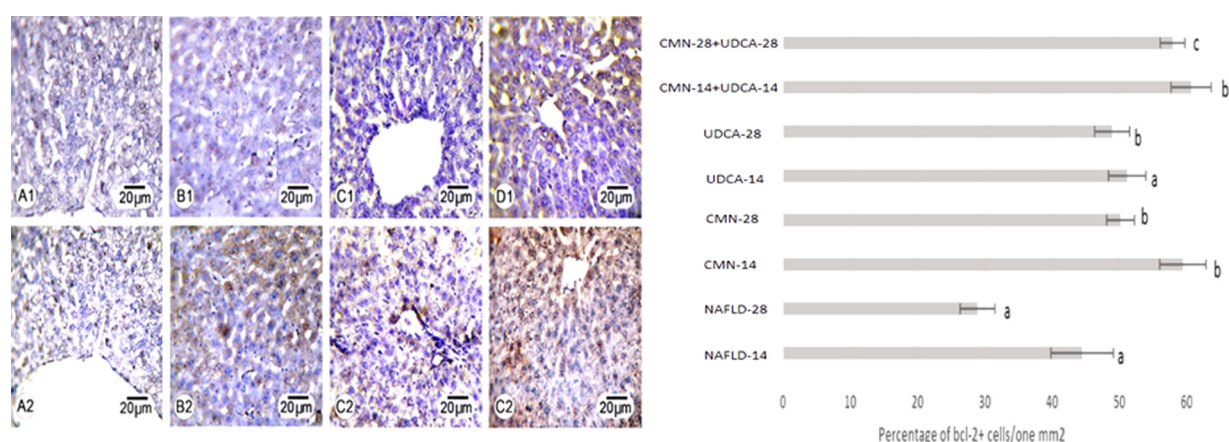 A1 20μm
B1 20μm
C1 20μm
D1 20μm
A2 20μm
B2 20μm
C2 20μm
C2 20μm
CMN-28+UDCA-28 c
CMN-14+UDCA-14 b
UDCA-28 b
UDCA-14 a
CMN-28 b
CMN-14 b
NAFLD-28 a
NAFLD-14 a
0 10 20 30 40 50 60
Percentage of bcl-2+ cells/one mm2